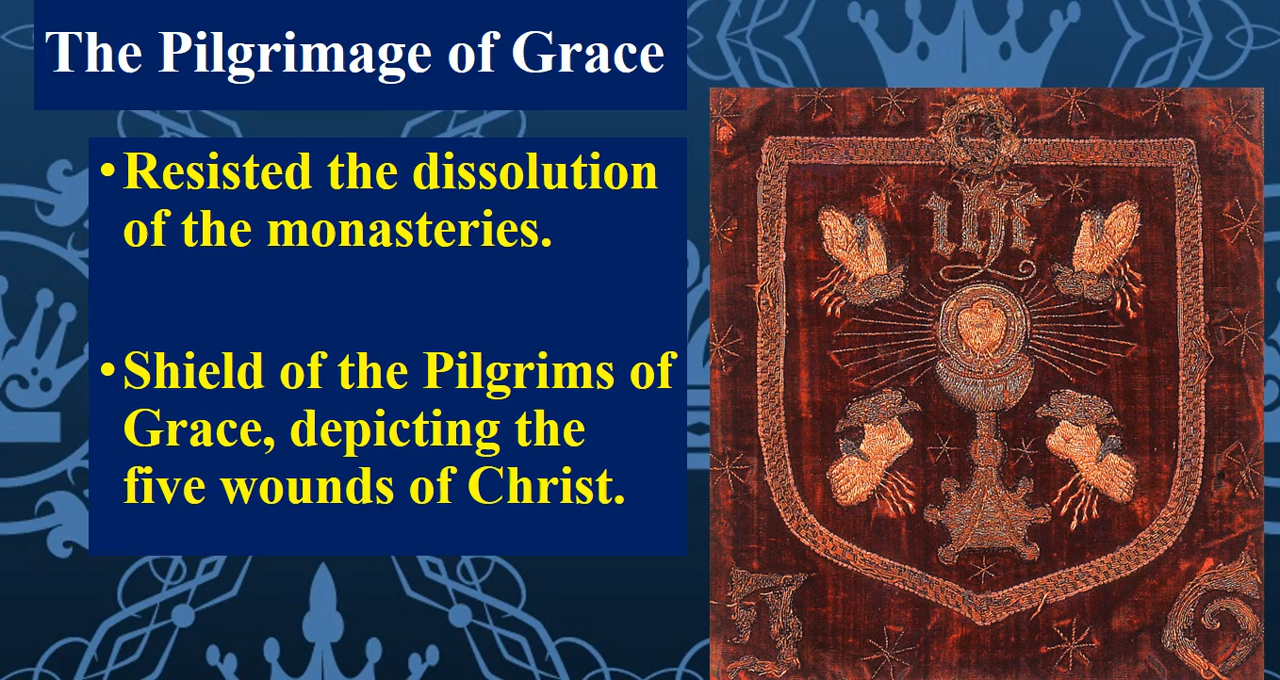 The Pilgrimage of Grace
•Resisted the dissolution
of the monasteries.
•Shield of the Pilgrims of
Grace, depicting the
five wounds of Christ.
ihc